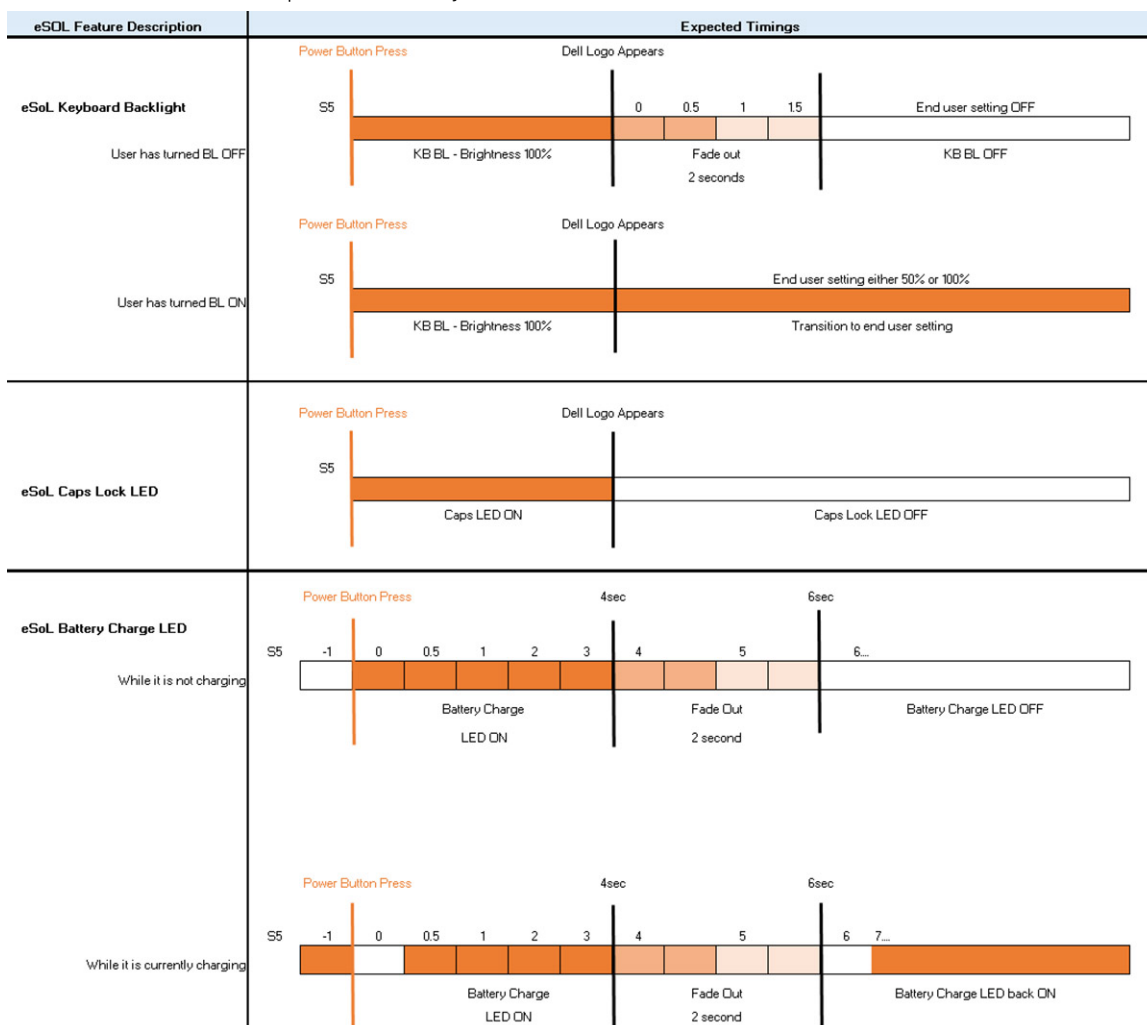 eSOL Feature Description Expected Timings
Power Button Press Dell Logo Appears
eSoL Keyboard Backlight S5 0 0.5 1 1.5 End user setting OFF
User has turned BL OFF KB BL - Brightness 100% Fade out KB BL OFF
2 seconds
Power Button Press Dell Logo Appears
S5 End user setting either 50% or 100%
User has turned BL ON
KB BL - Brightness 100% Transition to end user setting
Power Button Press Dell Logo Appears
S5
eSoL Caps Lock LED
Caps LED ON Caps Lock LED OFF
Power Button Press 4sec 6sec
eSoL Battery Charge LED
S5 -1 0 0.5 1 2 3 4 5 6...
While it is not charging
Battery Charge Fade Out Battery Charge LED OFF
LED ON 2 second
Power Button Press 4sec 6sec
S5 -1 0 0.5 1 2 3 4 5 6 7...
While it is currently charging
Battery Charge Fade Out Battery Charge LED back ON
LED ON 2 second